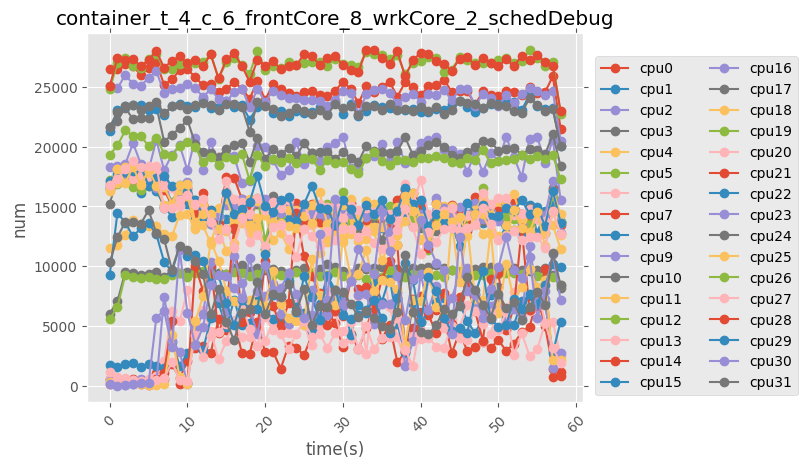 container_t_4_c_6_frontCore_8_wrkCore_2_schedDebug
num
25000
20000
15000
10000
5000
0
0
10
20
30
40
50
60
time(s)
cpu0
cpu1
cpu2
cpu3
cpu4
cpu5
cpu6
cpu7
cpu8
cpu9
cpu10
cpu11
cpu12
cpu13
cpu14
cpu15
cpu16
cpu17
cpu18
cpu19
cpu20
cpu21
cpu22
cpu23
cpu24
cpu25
cpu26
cpu27
cpu28
cpu29
cpu30
cpu31